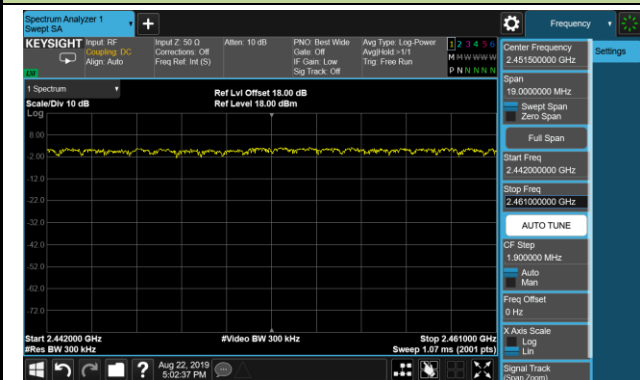 Spectrum Analyzer 1
Swept SA
+
Frequency
KEYSIGHT
Input: RF
Coupling: DC
Align: Auto
Input Z: 50 Ω
Corrections: Off
Freq Ref: Int (S)
Atten: 10 dB
PNO: Best Wide
Gate: Off
IF Gain: Low
Sig Track: Off
Avg Type: Log-Power
Avg|Hold:>1/1
Trig: Free Run
1 2 3 4 5 6
M M W W W W
P N N N N N
LV
Center Frequency
2.451500000 GHz
Settings
Span
19.0000000 MHz
Swept Span
Zero Span
Full Span
Start Freq
2.442000000 GHz
Stop Freq
2.461000000 GHz
AUTO TUNE
CF Step
1.900000 MHz
Auto
Man
Freq Offset
0 Hz
X Axis Scale
Log
Lin
Signal Track
(Span Zoom)
1 Spectrum
Scale/Div 10 dB
Ref Lvl Offset 18.00 dB
Ref Level 18.00 dBm
Log
8.00
-2.00
-12.0
-22.0
-32.0
-42.0
-52.0
-62.0
-72.0
Start 2.442000 GHz
#Res BW 300 kHz
#Video BW 300 kHz
Stop 2.461000 GHz
Sweep 1.07 ms (2001 pts)
?
Aug 22, 2019
5:02:37 PM